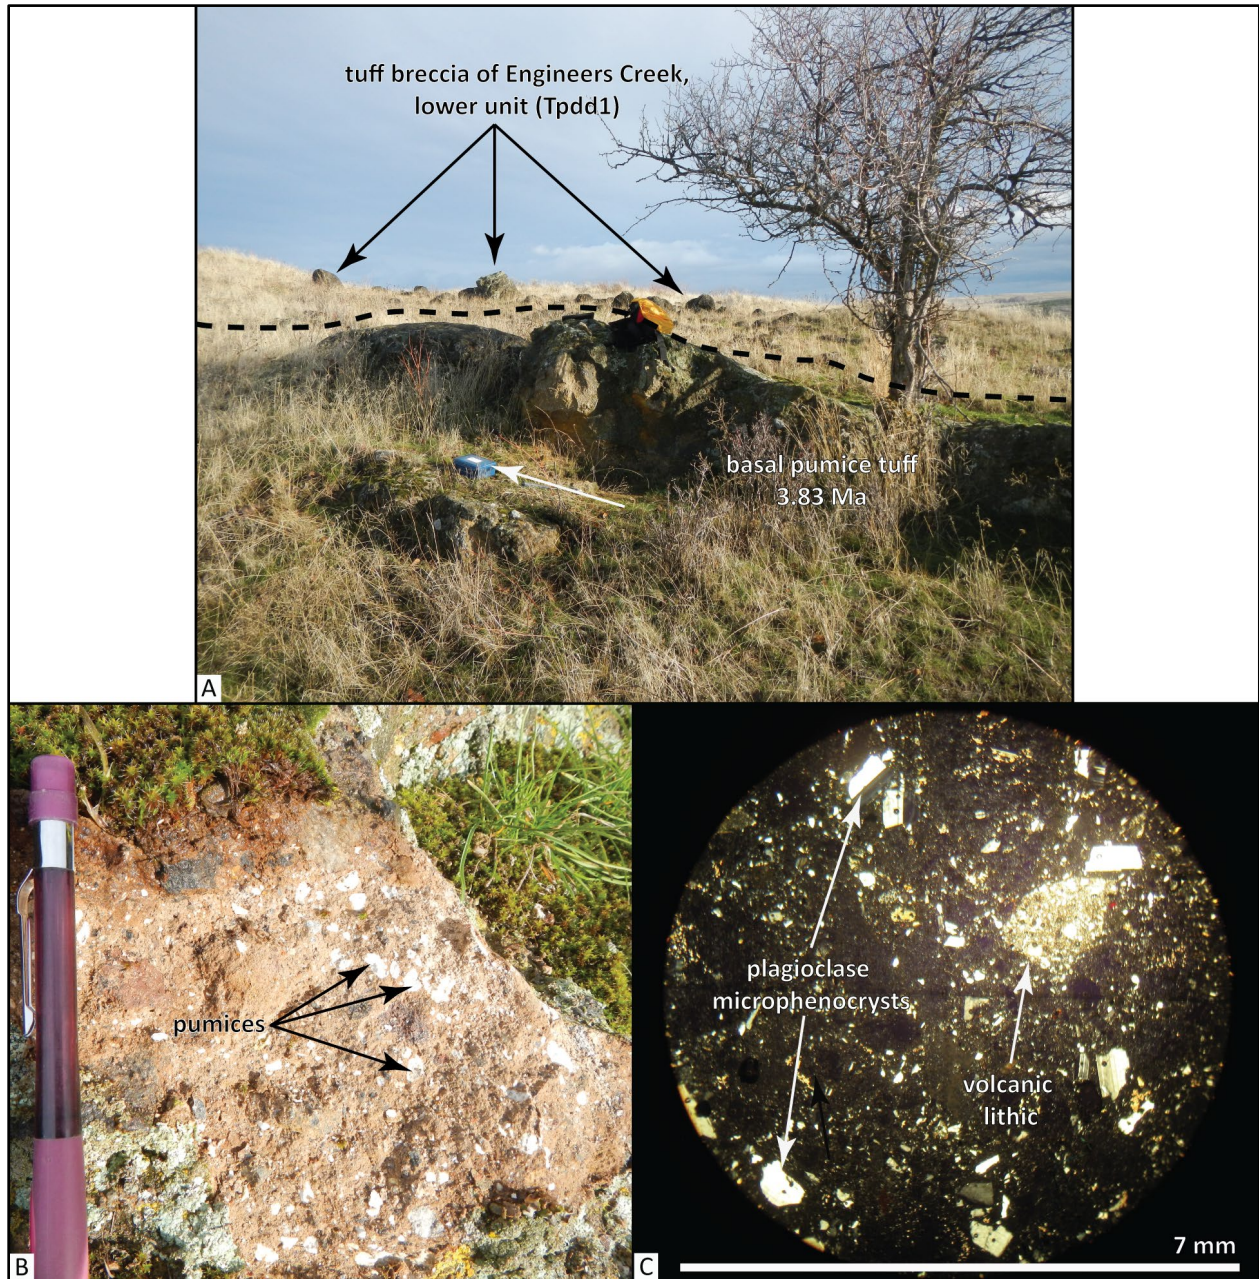 tuff breccia of Engineers Creek,
lower unit (Tpdd1)
basal pumice tuff
3.83 Ma
A
pumices
B
plagioclase
microphenocrysts
volcanic
lithic
7 mm
C